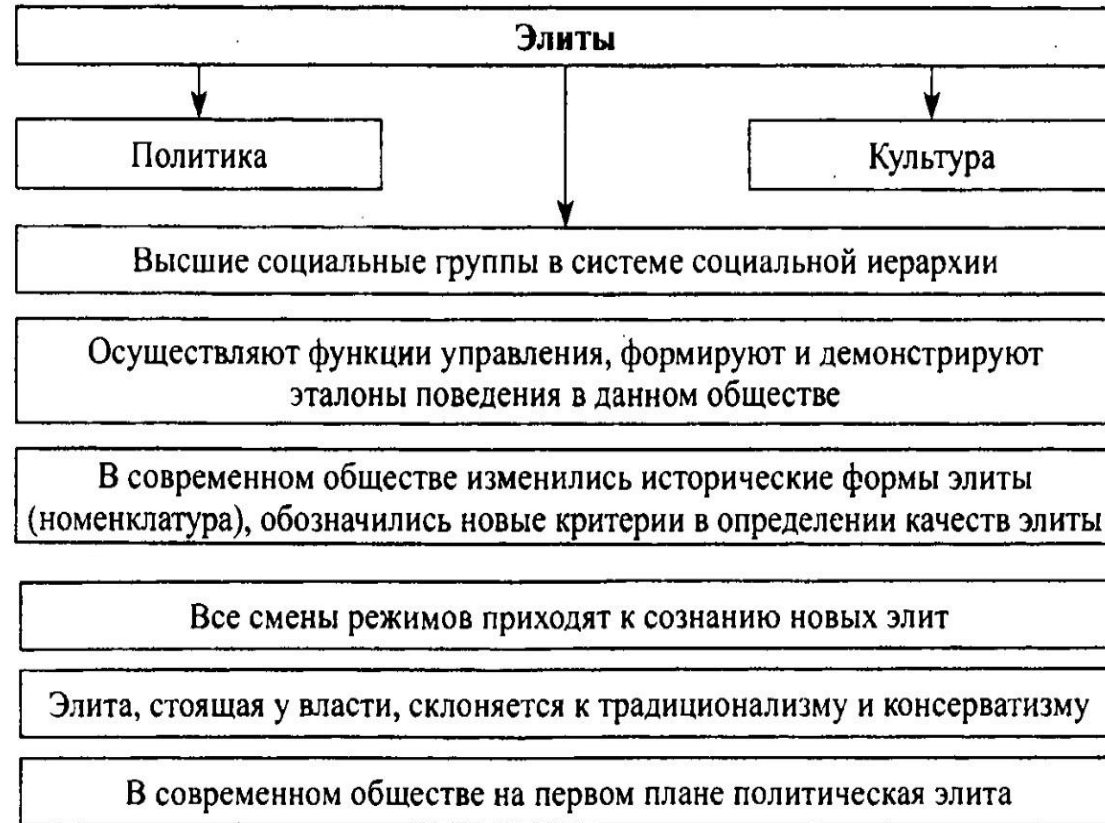 Элиты
Политика
Культура
Высшие социальные группы в системе социальной иерархии
Осуществляют функции управления, формируют и демонстрируют
эталоны поведения в данном обществе
В современном обществе изменились исторические формы элиты
(номенклатура), обозначились новые критерии в определении качеств элиты
Все смены режимов приходят к сознанию новых элит
Элита, стоящая у власти, склоняется к традиционализму и консерватизму
В современном обществе на первом плане политическая элита